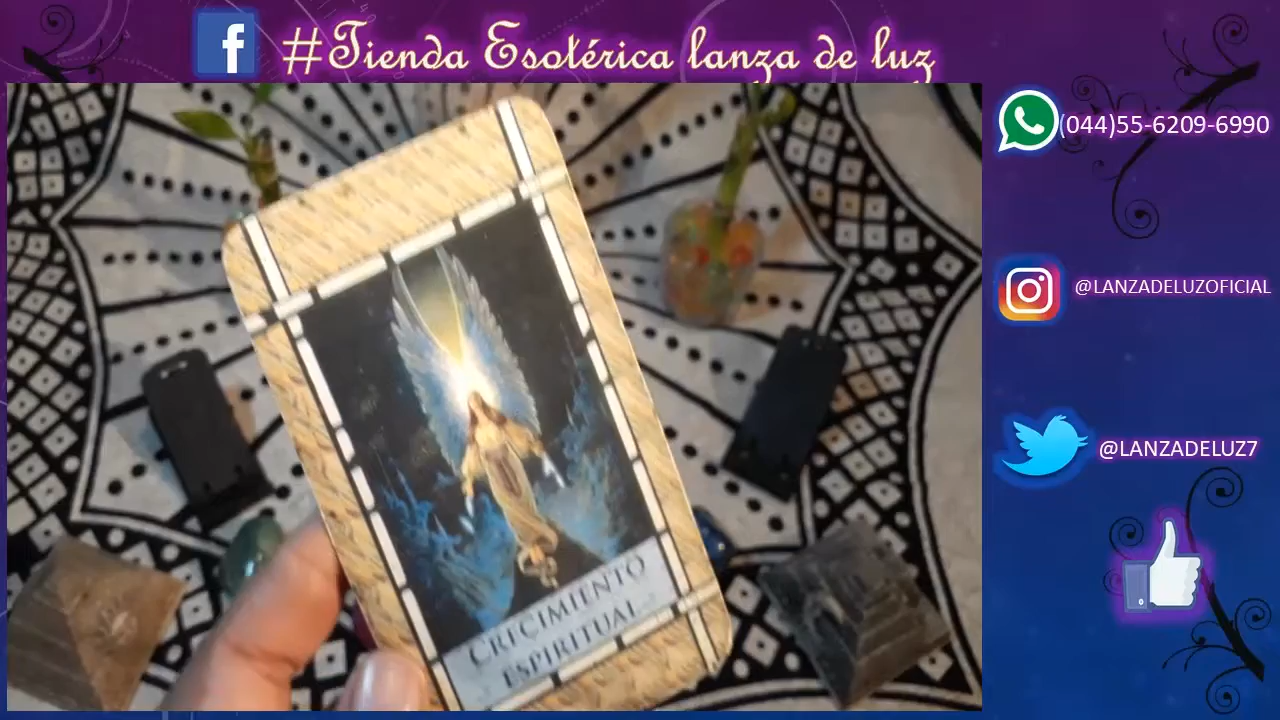 #Tienda Esotérica lanza de luz
(044)55-6209-6990
@LANZADELUZOFICIAL
@LANZADELUZ7
CRECIMIENTO
ESPIRITUAL